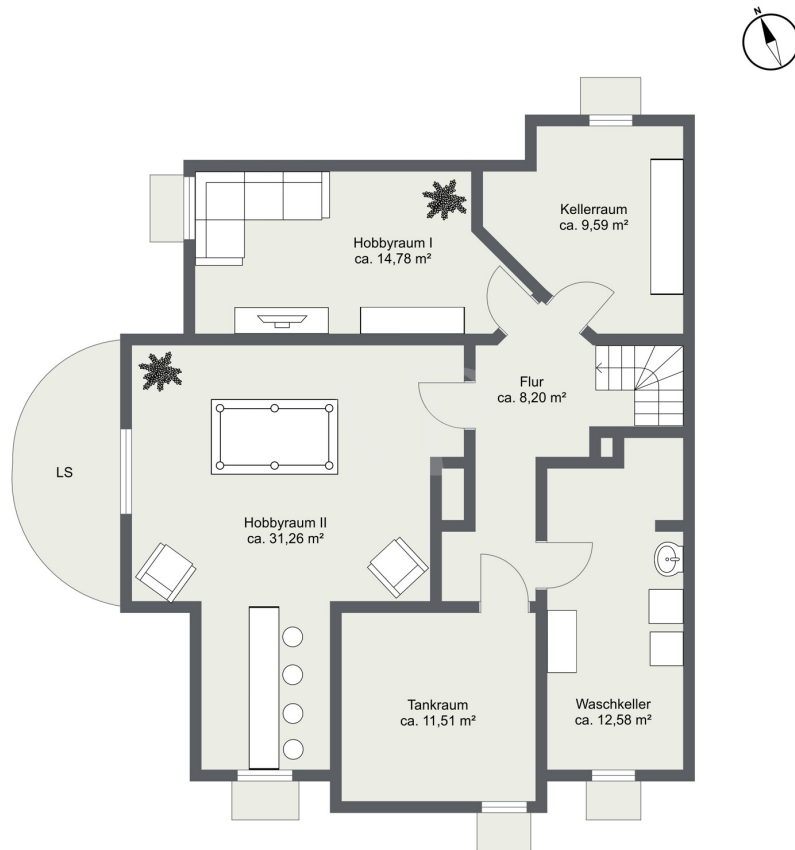 N
Kellerraum
ca. 9,59 m²
Hobbyraum I
ca. 14,78 m²
Flur
ca. 8,20 m²
LS
Hobbyraum II
ca. 31,26 m²
Tankraum
ca. 11,51 m²
Waschkeller
ca. 12,58 m²